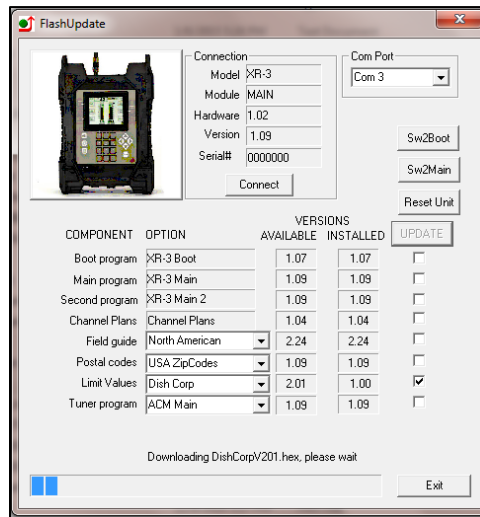 FlashUpdate
Connection
Model XR-3
Module MAIN
Hardware 1.02
Version 1.09
Serial# 0000000
Connect
Com Port
Com 3
Sw2Boot
Sw2Main
Reset Unit
VERSIONS
COMPONENT OPTION AVAILABLE INSTALLED UPDATE
Boot program XR-3 Boot 1.07 1.07
Main program XR-3 Main 1.09 1.09
Second program XR-3 Main 2 1.09 1.09
Channel Plans Channel Plans 1.04 1.04
Field guide North American 2.24 2.24
Postal codes USA ZipCodes 1.09 1.09
Limit Values Dish Corp 2.01 1.00
Tuner program ACM Main 1.09 1.09
Downloading DishCorpV201.hex, please wait
Exit